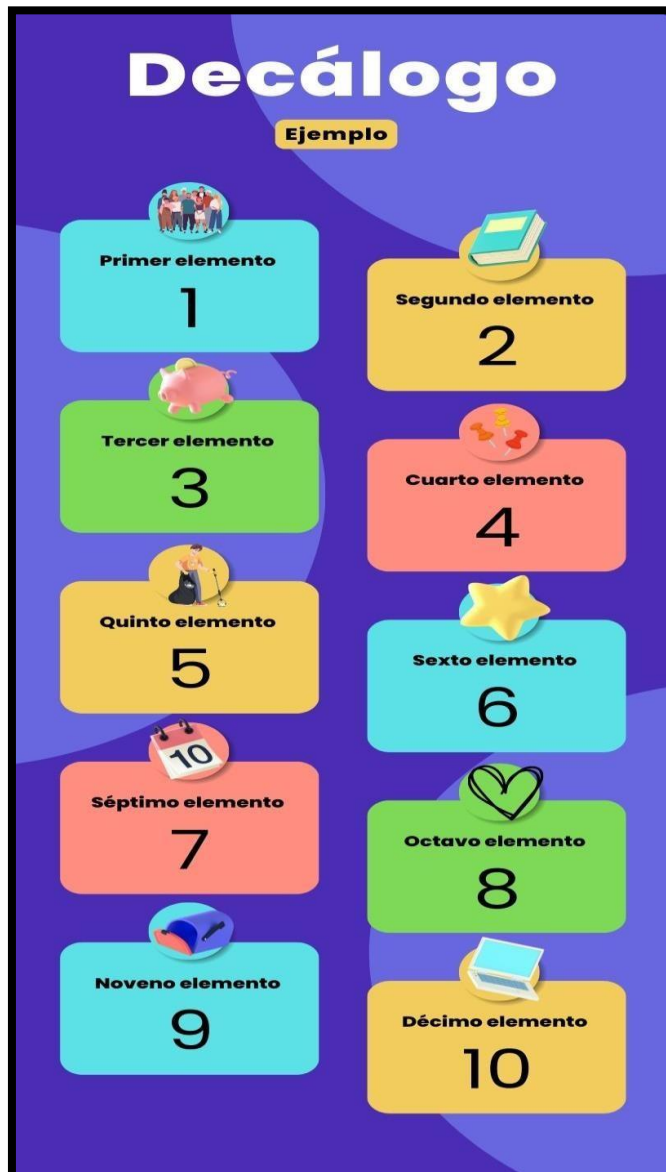 Decálogo
Ejemplo
Primer elemento
1
Segundo elemento
2
Tercer elemento
3
Cuarto elemento
4
Quinto elemento
5
Sexto elemento
6
10
Séptimo elemento
7
Octavo elemento
8
Noveno elemento
9
Décimo elemento
10